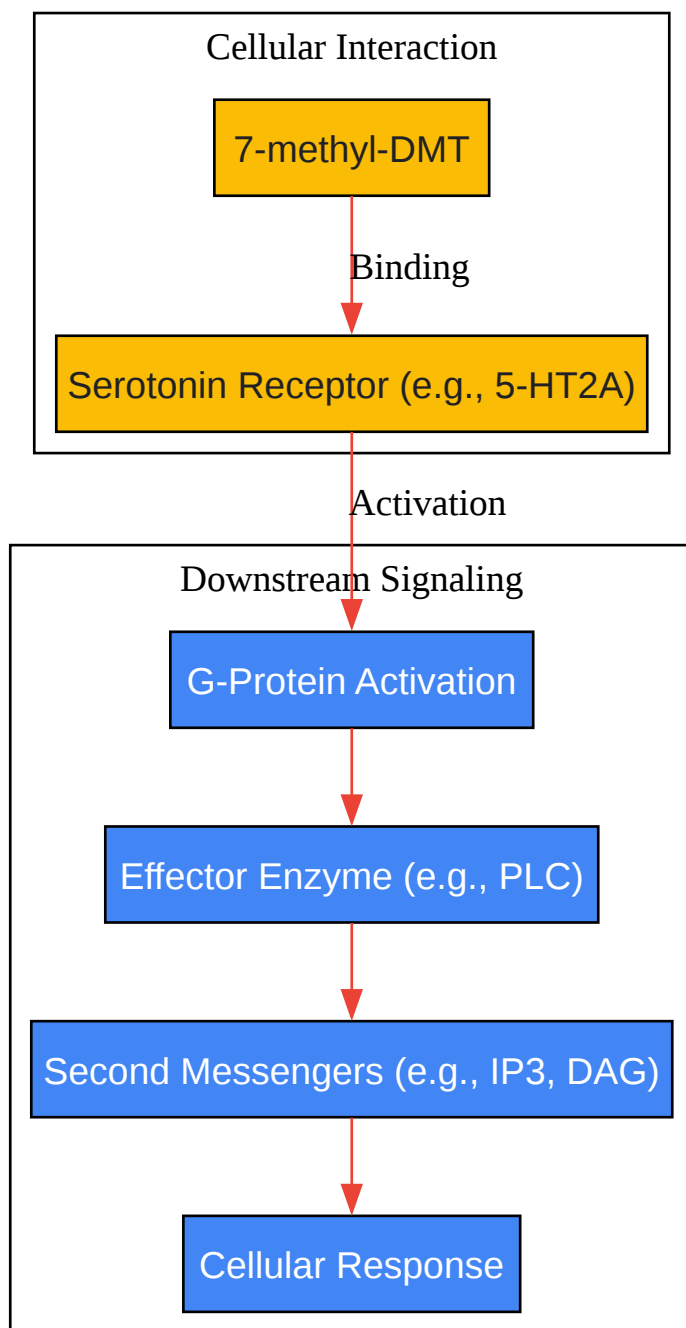 Cellular Interaction
7-methyl-DMT
Binding
Serotonin Receptor (e.g., 5-HT2A)
Activation
Downstream Signaling
G-Protein Activation
Effector Enzyme (e.g., PLC)
Second Messengers (e.g., IP3, DAG)
Cellular Response